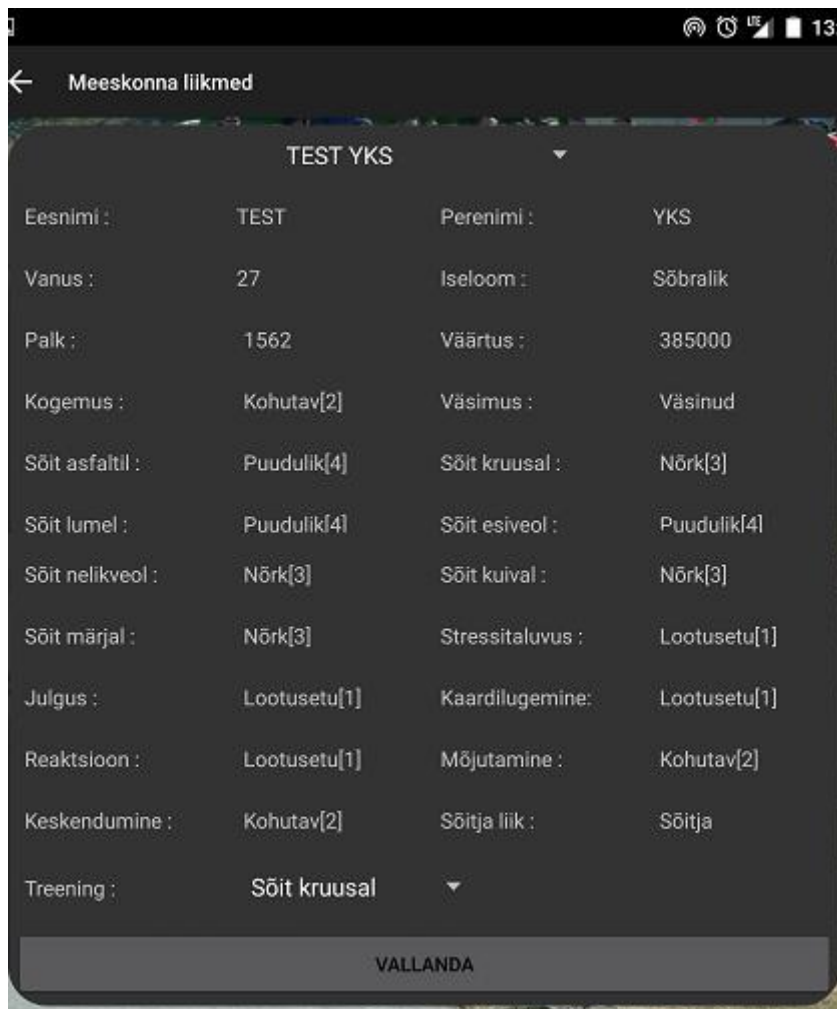 13:
Meeskonna liikmed
TEST YKS
Eesnimi : TEST Perenimi : YKS
Vanus : 27 Iseloom : Sõbralik
Palk : 1562 Väärtus : 385000
Kogemus : Kohutav[2] Väsimus : Väsinud
Sõit asfaltil : Puudulik[4] Sõit kruusal : Nõrk[3]
Sõit lumel : Puudulik[4] Sõit esiveol : Puudulik[4]
Sõit nelikveol : Nõrk[3] Sõit kuival : Nõrk[3]
Sõit märjal : Nõrk[3] Stressitaluvus : Lootusetu[1]
Julgus : Lootusetu[1] Kaardilugemine: Lootusetu[1]
Reaktsioon : Lootusetu[1] Mõjutamine : Kohutav[2]
Keskendumine : Kohutav[2] Sõitja liik : Sõitja
Treening : Sõit kruusal
VALLANDA